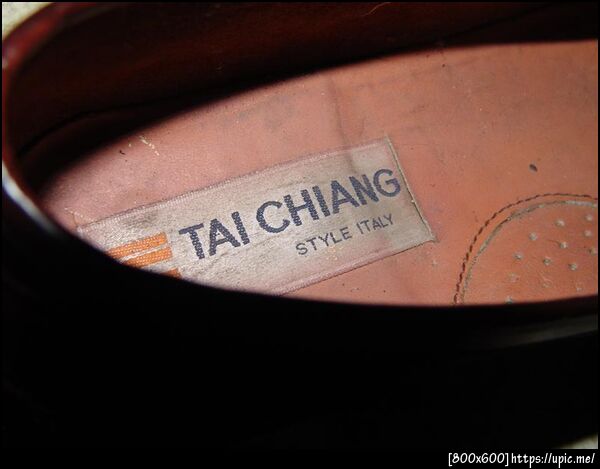 TAI CHIANG
STYLE ITALY
[800x600]https://upic.me/